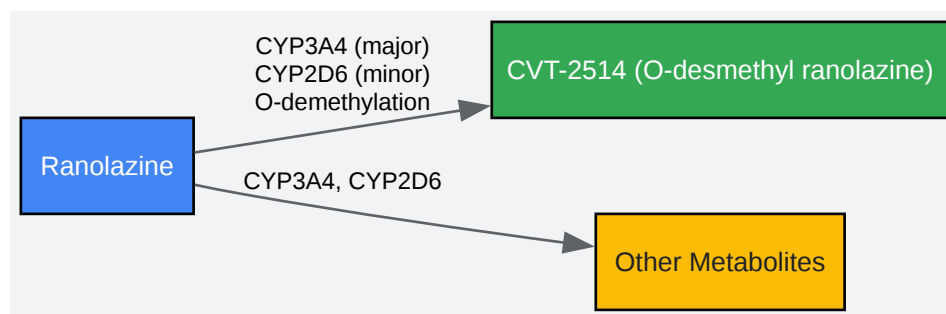 CYP3A4 (major)
CYP2D6 (minor)
O-demethylation
CVT-2514 (O-desmethyl ranolazine)
Ranolazine
CYP3A4, CYP2D6
Other Metabolites